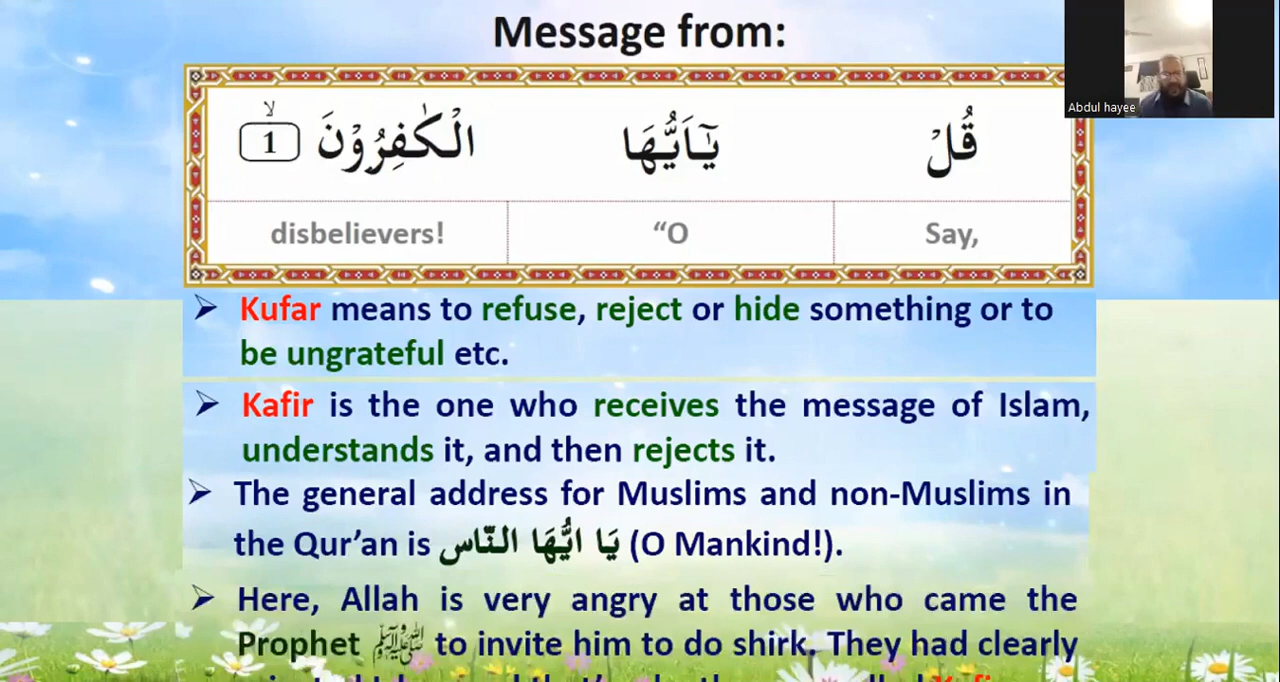 Message from:
Abdul hayee
قُلْ يٰٓاَيُّهَا الْكٰفِرُوْنَ ۙ 1
Say, “O disbelievers!
➢ Kufar means to refuse, reject or hide something or to
be ungrateful etc.
➢ Kafir is the one who receives the message of Islam,
understands it, and then rejects it.
➢ The general address for Muslims and non-Muslims in
the Qur’an is يَا ايُّهَا النَّاس (O Mankind!).
➢ Here, Allah is very angry at those who came the
Prophet ﷺ to invite him to do shirk. They had clearly